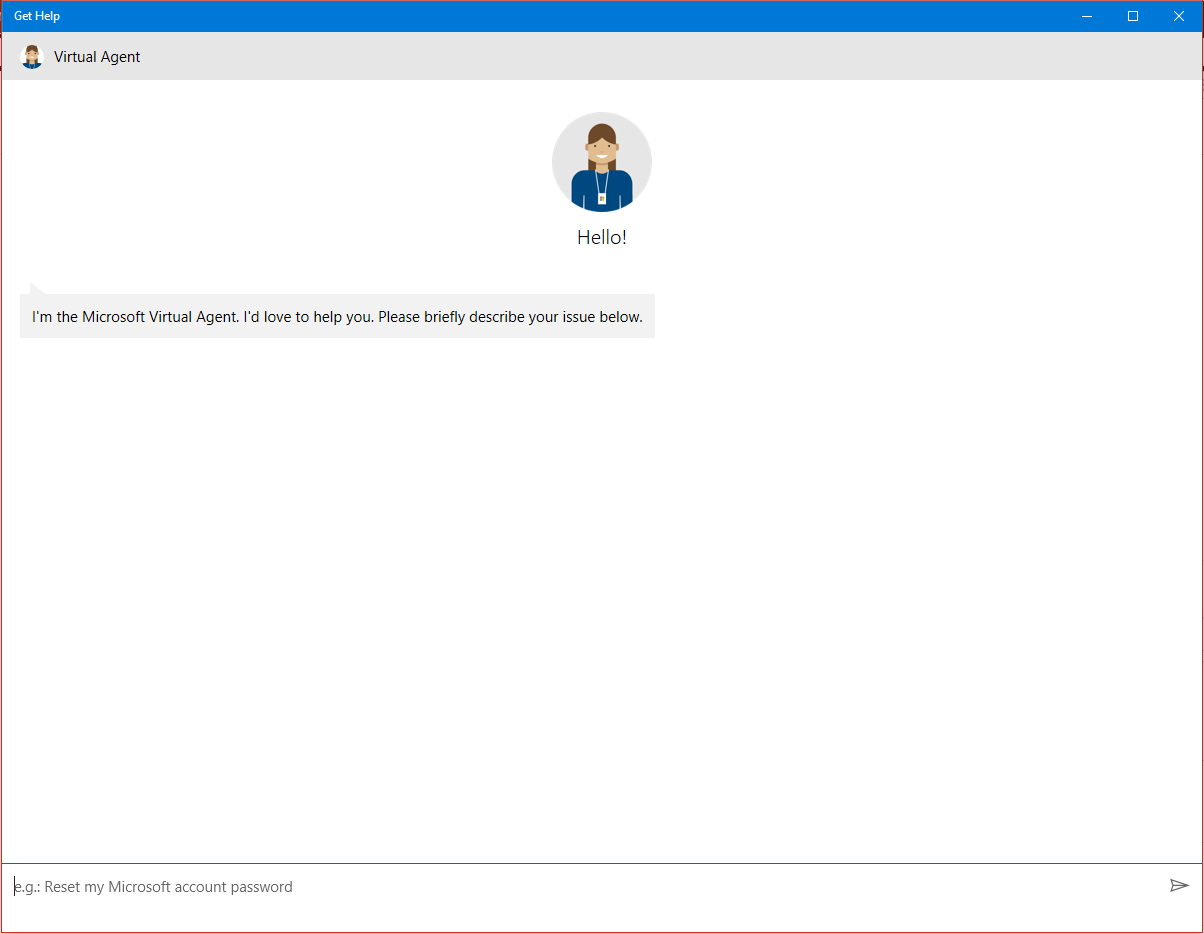 Get Help
Virtual Agent
Hello!
I'm the Microsoft Virtual Agent. I'd love to help you. Please briefly describe your issue below.
e.g.: Reset my Microsoft account password